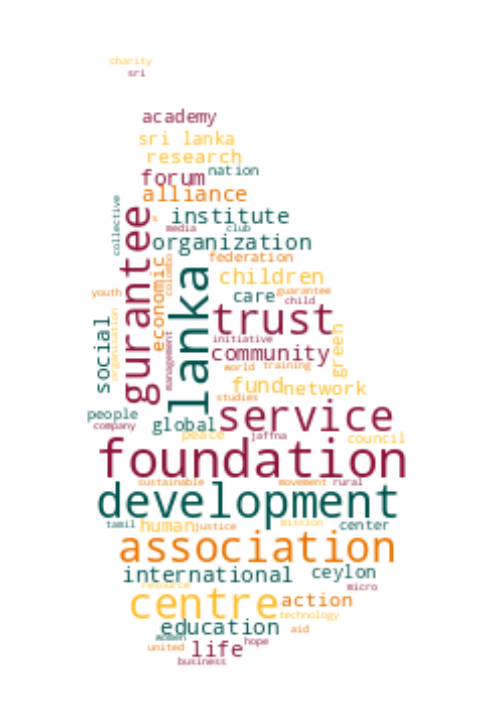 charity
sri
academy
sri lanka
research
nation
forum
alliance
collective
institute
s
media
club
gurantee
organization
federation
economic
colombo
lanka
children
youth
care
guarantee
child
trust
organisation
social
initiative
management
community
green
world
training
fund
network
studies
people
company
service
global
peace
jaffna
council
foundation
sustainable
movement
rural
development
tamil
human
justice
mission
center
association
international
ceylon
resource
micro
centre
action
technology
education
aid
women
united
life
hope
business